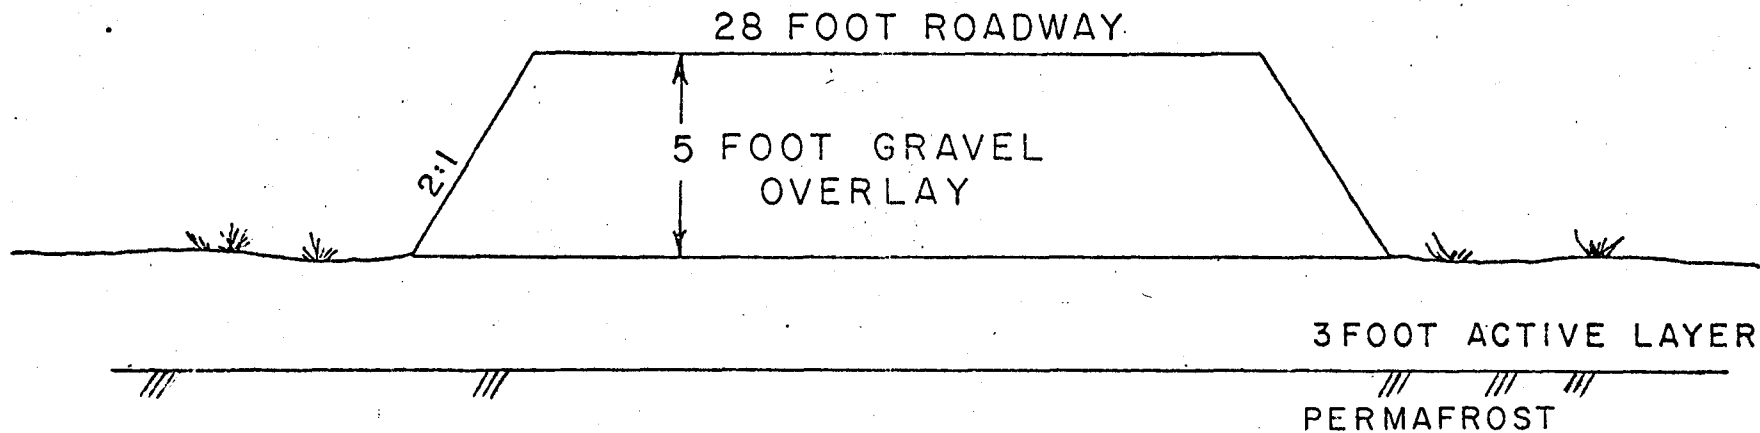 28 FOOT ROADWAY
2:1
5 FOOT GRAVEL
OVERLAY
3 FOOT ACTIVE LAYER
PERMAFROST